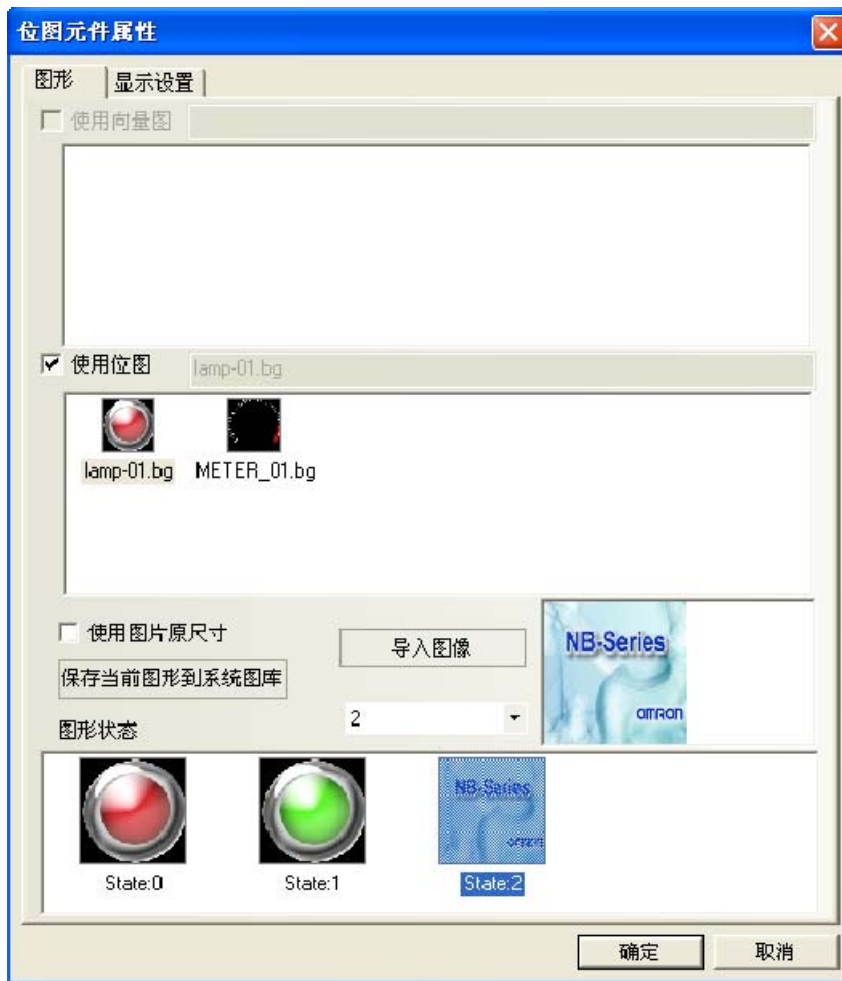 位图元件属性
图形 显示设置
使用向量图
使用位图 lamp-01.bg
lamp-01.bg METER_01.bg
使用图片原尺寸
导入图像
NB-Series
保存当前图形到系统图库
OMRON
图形状态
2
NB-Series
OMRON
State:0 State:1 State:2
确定 取消